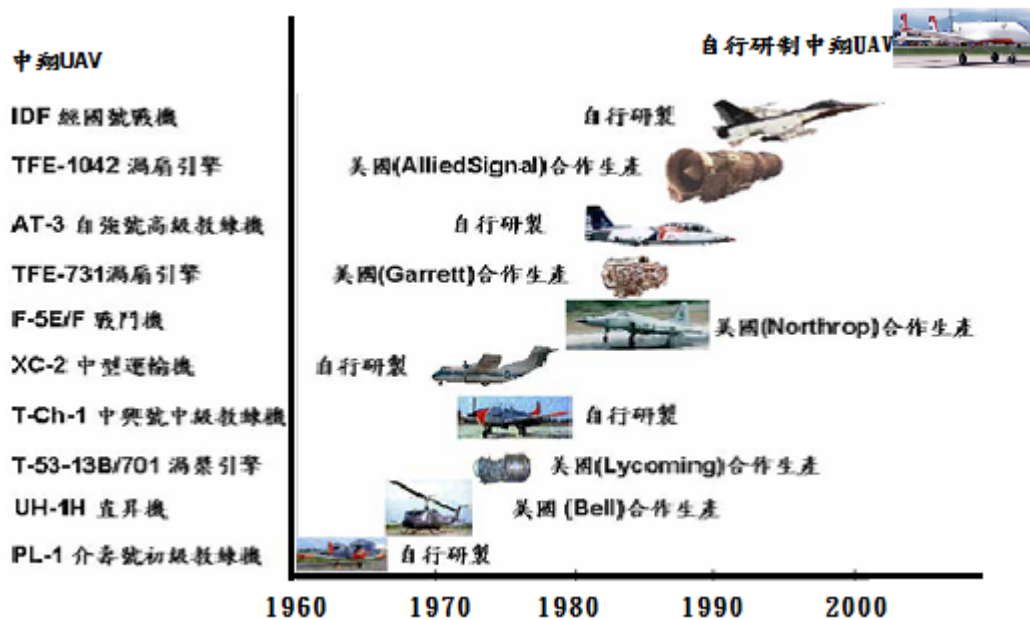 自行研制中翔UAV
中翔UAV
IDF 經國號戰機 自行研製
TFE-1042 渦扇引擎 美國(AlliedSignal)合作生產
AT-3 自強號高級教練機 自行研製
TFE-731渦扇引擎 美國(Garrett)合作生產
F-5E/F 戰鬥機 美國(Northrop)合作生產
XC-2 中型運輸機 自行研製
T-Ch-1 中興號中級教練機 自行研製
T-53-13B/701 渦槳引擎 美國(Lycoming)合作生產
UH-1H 直昇機 美國 (Bell)合作生產
PL-1 介壽號初級教練機 自行研製
1960 1970 1980 1990 2000